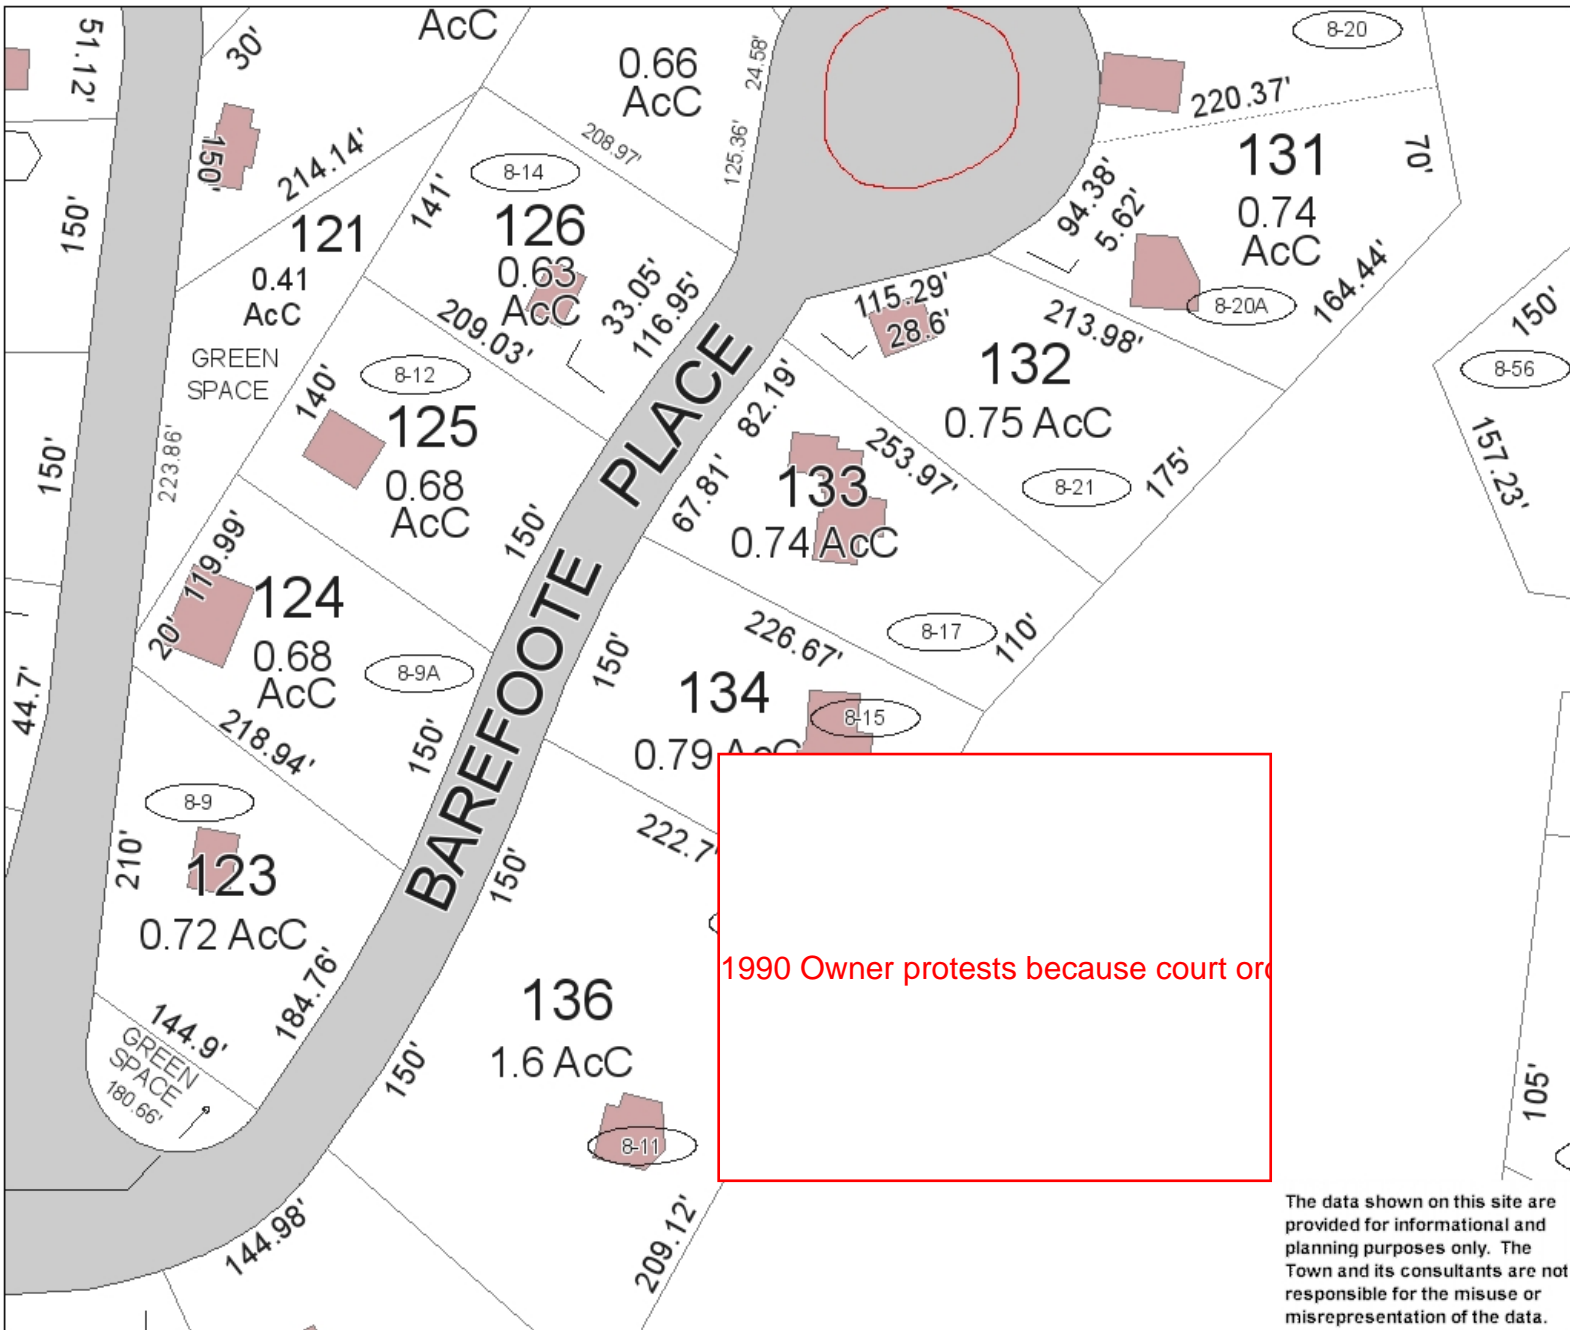 51.12'
30'
AcC
0.66
AcC
24.58'
125.36'
208.97'
8-20
220.37'
131
0.74
AcC
70'
94.38'
5.62'
8-20A
164.44'
150'
150'
214.14'
141'
8-14
126
0.63
AcC
33.05'
116.95'
121
0.41
AcC
GREEN
SPACE
209.03'
115.29'
28.6'
213.98'
132
0.75 AcC
8-21
175'
150'
8-56
157.23'
140'
8-12
125
0.68
AcC
150'
223.86'
150'
82.19'
67.81'
253.97'
133
0.74 AcC
8-17
110'
BAREFOOTE PLACE
119.99'
20'
124
0.68
AcC
8-9A
150'
218.94'
44.7'
150'
226.67'
134
0.79 AcC
8-15
8-9
123
0.72 AcC
210'
184.76'
144.9'
GREEN
SPACE
180.66'
150'
222.7'
136
1.6 AcC
150'
8-11
209.12'
144.98'
1990 Owner protests because court
105'
The data shown on this site are
provided for informational and
planning purposes only. The
Town and its consultants are not
responsible for the misuse or
misrepresentation of the data.